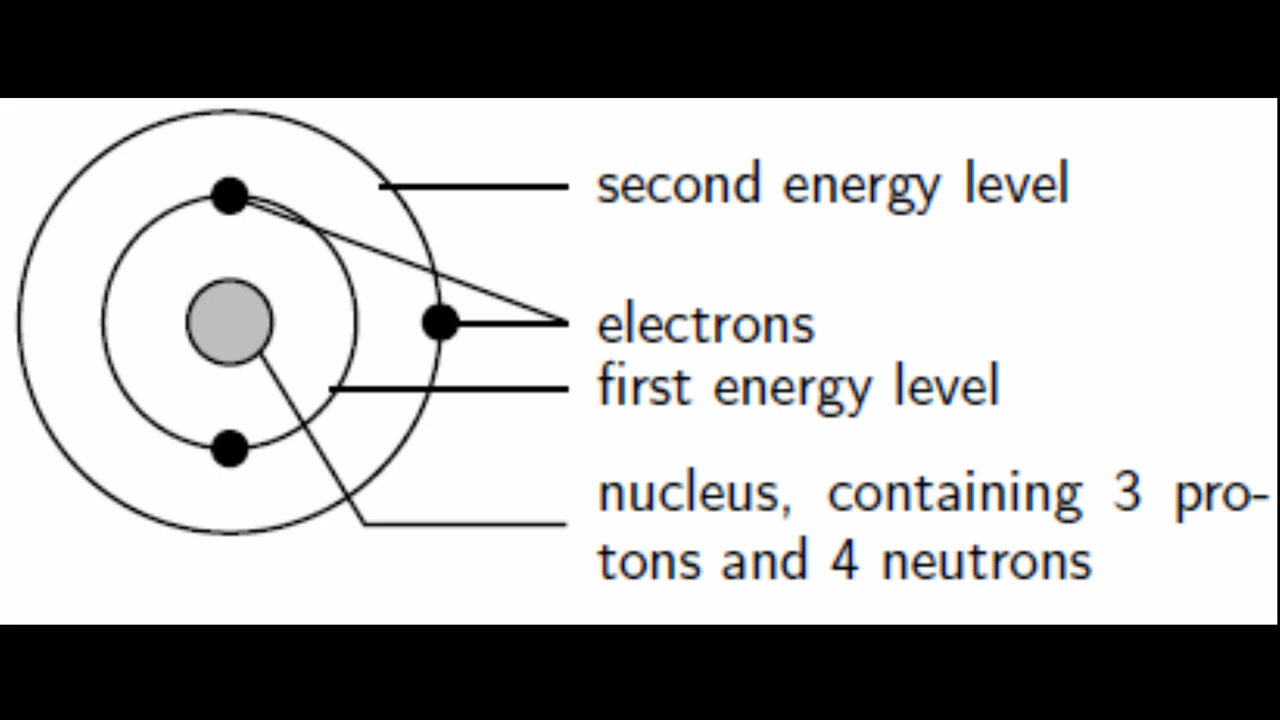 second energy level
electrons
first energy level
nucleus, containing 3 pro-
tons and 4 neutrons